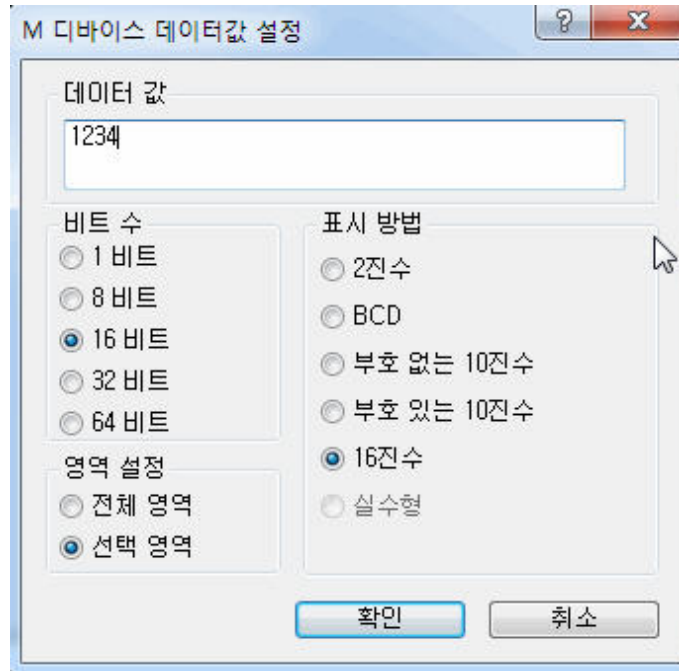 M 디바이스 데이터값 설정
데이터 값
1234
비트 수
1 비트
8 비트
16 비트
32 비트
64 비트
영역 설정
전체 영역
선택 영역
표시 방법
2진수
BCD
부호 없는 10진수
부호 있는 10진수
16진수
실수형
확인
취소